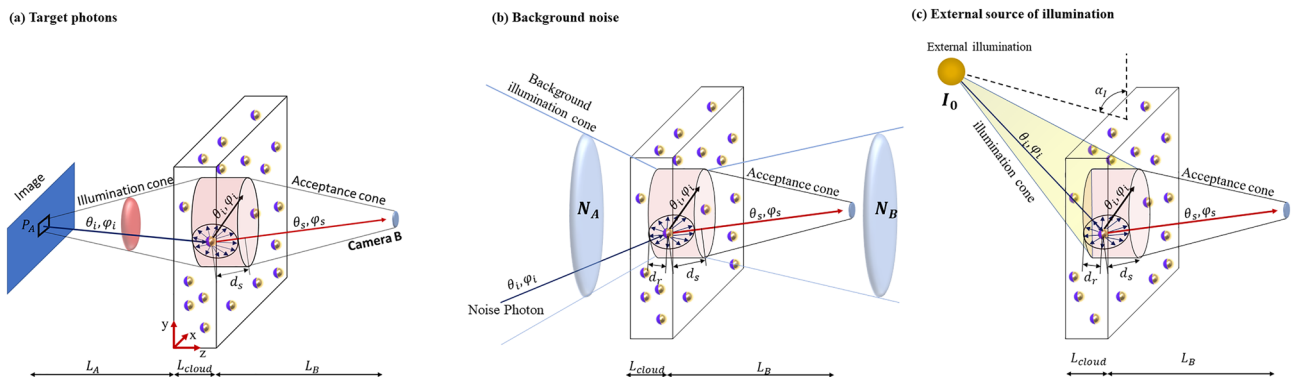 (a) Target photons
Image
P_A
Illumination cone
θ_i, φ_i
θ_i, φ_i
θ_s, φ_s
Acceptance cone
Camera B
d_s
y
x
z
L_A
L_cloud
L_B
(b) Background noise
Background
illumination cone
N_A
θ_i, φ_i
Noise Photon
θ_i, φ_i
θ_s, φ_s
Acceptance cone
N_B
d_r
d_s
L_cloud
L_B
(c) External source of illumination
External illumination
I_0
α_I
illumination cone
θ_i, φ_i
θ_i, φ_i
Acceptance cone
θ_s, φ_s
d_r
d_s
L_cloud
L_B